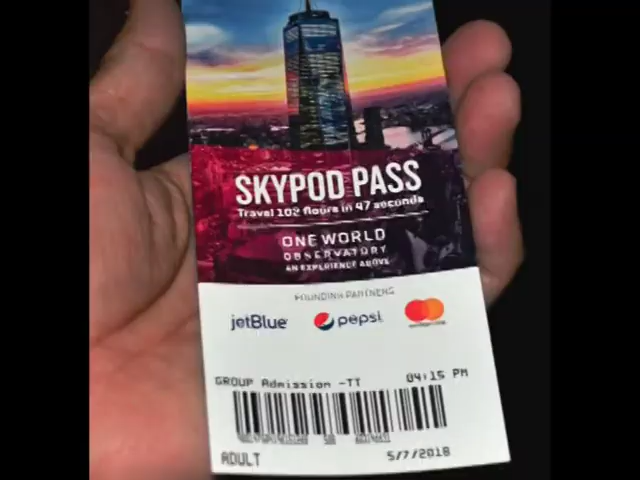 SKYPOD PASS
Travel 102 floors in 47 seconds
ONE WORLD
OBSERVATORY
AN EXPERIENCE ABOVE
FOUNDING PARTNERS
jetBlue pepsi
GROUP Admission -TT 04:15 PM
ADULT 5/7/2018